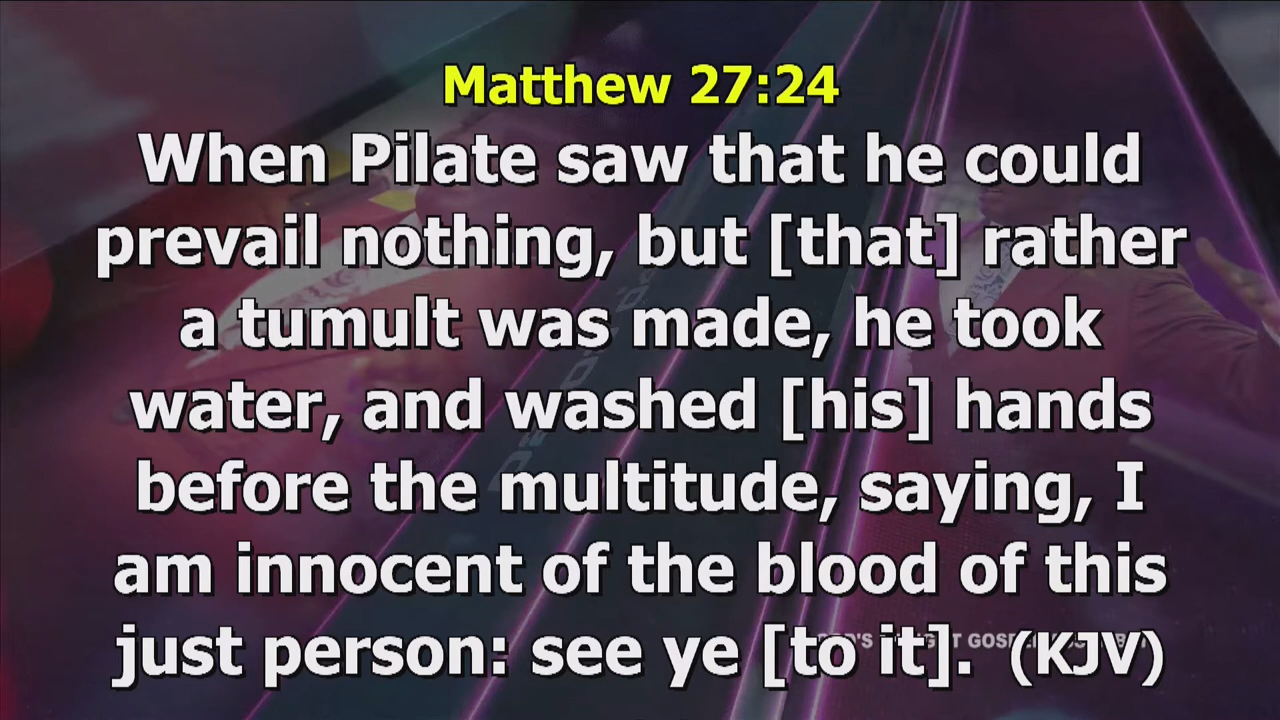 Matthew 27:24
When Pilate saw that he could
prevail nothing, but [that] rather
a tumult was made, he took
water, and washed [his] hands
before the multitude, saying, I
am innocent of the blood of this
just person: see ye [to it]. (KJV)